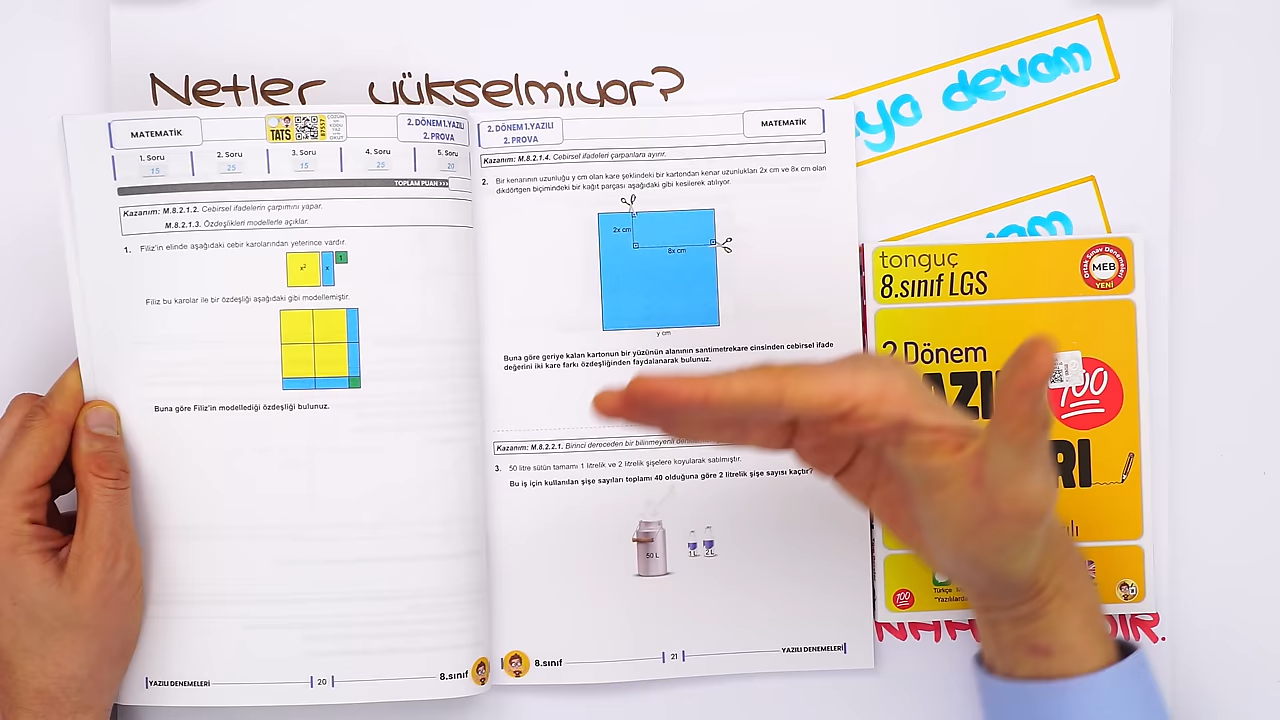 Netler yükselmiyor?
ya devam
MATEMATİK
TATS
2. DÖNEM 1.YAZILI
2. PROVA
1. Soru
2. Soru
3. Soru
4. Soru
5. Soru
15
25
15
25
20
TOPLAM PUAN >>>
Kazanım: M.8.2.1.2. Cebirsel ifadelerin çarpımını yapar.
M.8.2.1.3. Özdeşlikleri modellerle açıklar.
1. Filiz'in elinde aşağıdaki cebir karolarından yeterince vardır.
x²
x
1
Filiz bu karolar ile bir özdeşliği aşağıdaki gibi modellemiştir.
Buna göre Filiz'in modellediği özdeşliği bulunuz.
YAZILI DENEMELERİ
20
8.sınıf
2. DÖNEM 1.YAZILI
2. PROVA
MATEMATİK
Kazanım: M.8.2.1.4. Cebirsel ifadeleri çarpanlara ayırır.
2. Bir kenarının uzunluğu y cm olan kare şeklindeki bir kartondan kenar uzunlukları 2x cm ve 8x cm olan
dikdörtgen biçimindeki bir kağıt parçası aşağıdaki gibi kesilerek atılıyor.
2x cm
8x cm
y cm
Buna göre geriye kalan kartonun bir yüzünün alanının santimetrekare cinsinden cebirsel ifade
değerini iki kare farkı özdeşliğinden faydalanarak bulunuz.
Kazanım: M.8.2.2.1. Birinci dereceden bir bilinmeyenli
3. 50 litre sütün tamamı 1 litrelik ve 2 litrelik şişelere koyularak satılmıştır.
Bu iş için kullanılan şişe sayıları toplamı 40 olduğuna göre 2 litrelik şişe sayısı kaçtır?
50 L
1 L
2 L
8.sınıf
21
YAZILI DENEMELERİ
tonguç
8.sınıf LGS
Ortak Sınav Denemeleri
MEB
YENİ
2.Dönem
100
100